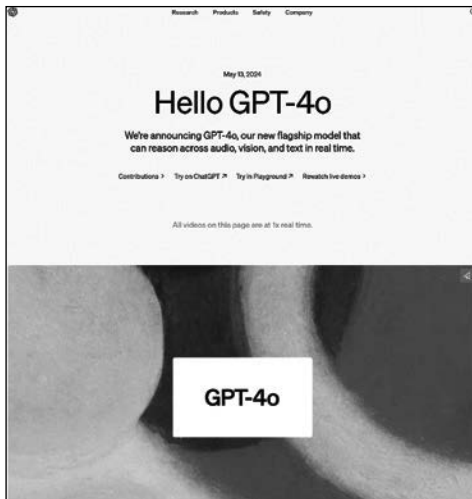 Research Products Safety Company
May 13, 2024
Hello GPT-4o
We're announcing GPT-4o, our new flagship model that
can reason across audio, vision, and text in real time.
Contributions > Try on ChatGPT ↗ Try in Playground ↗ Rewatch live demos >
All videos on this page are at 1x real time.
GPT-4o